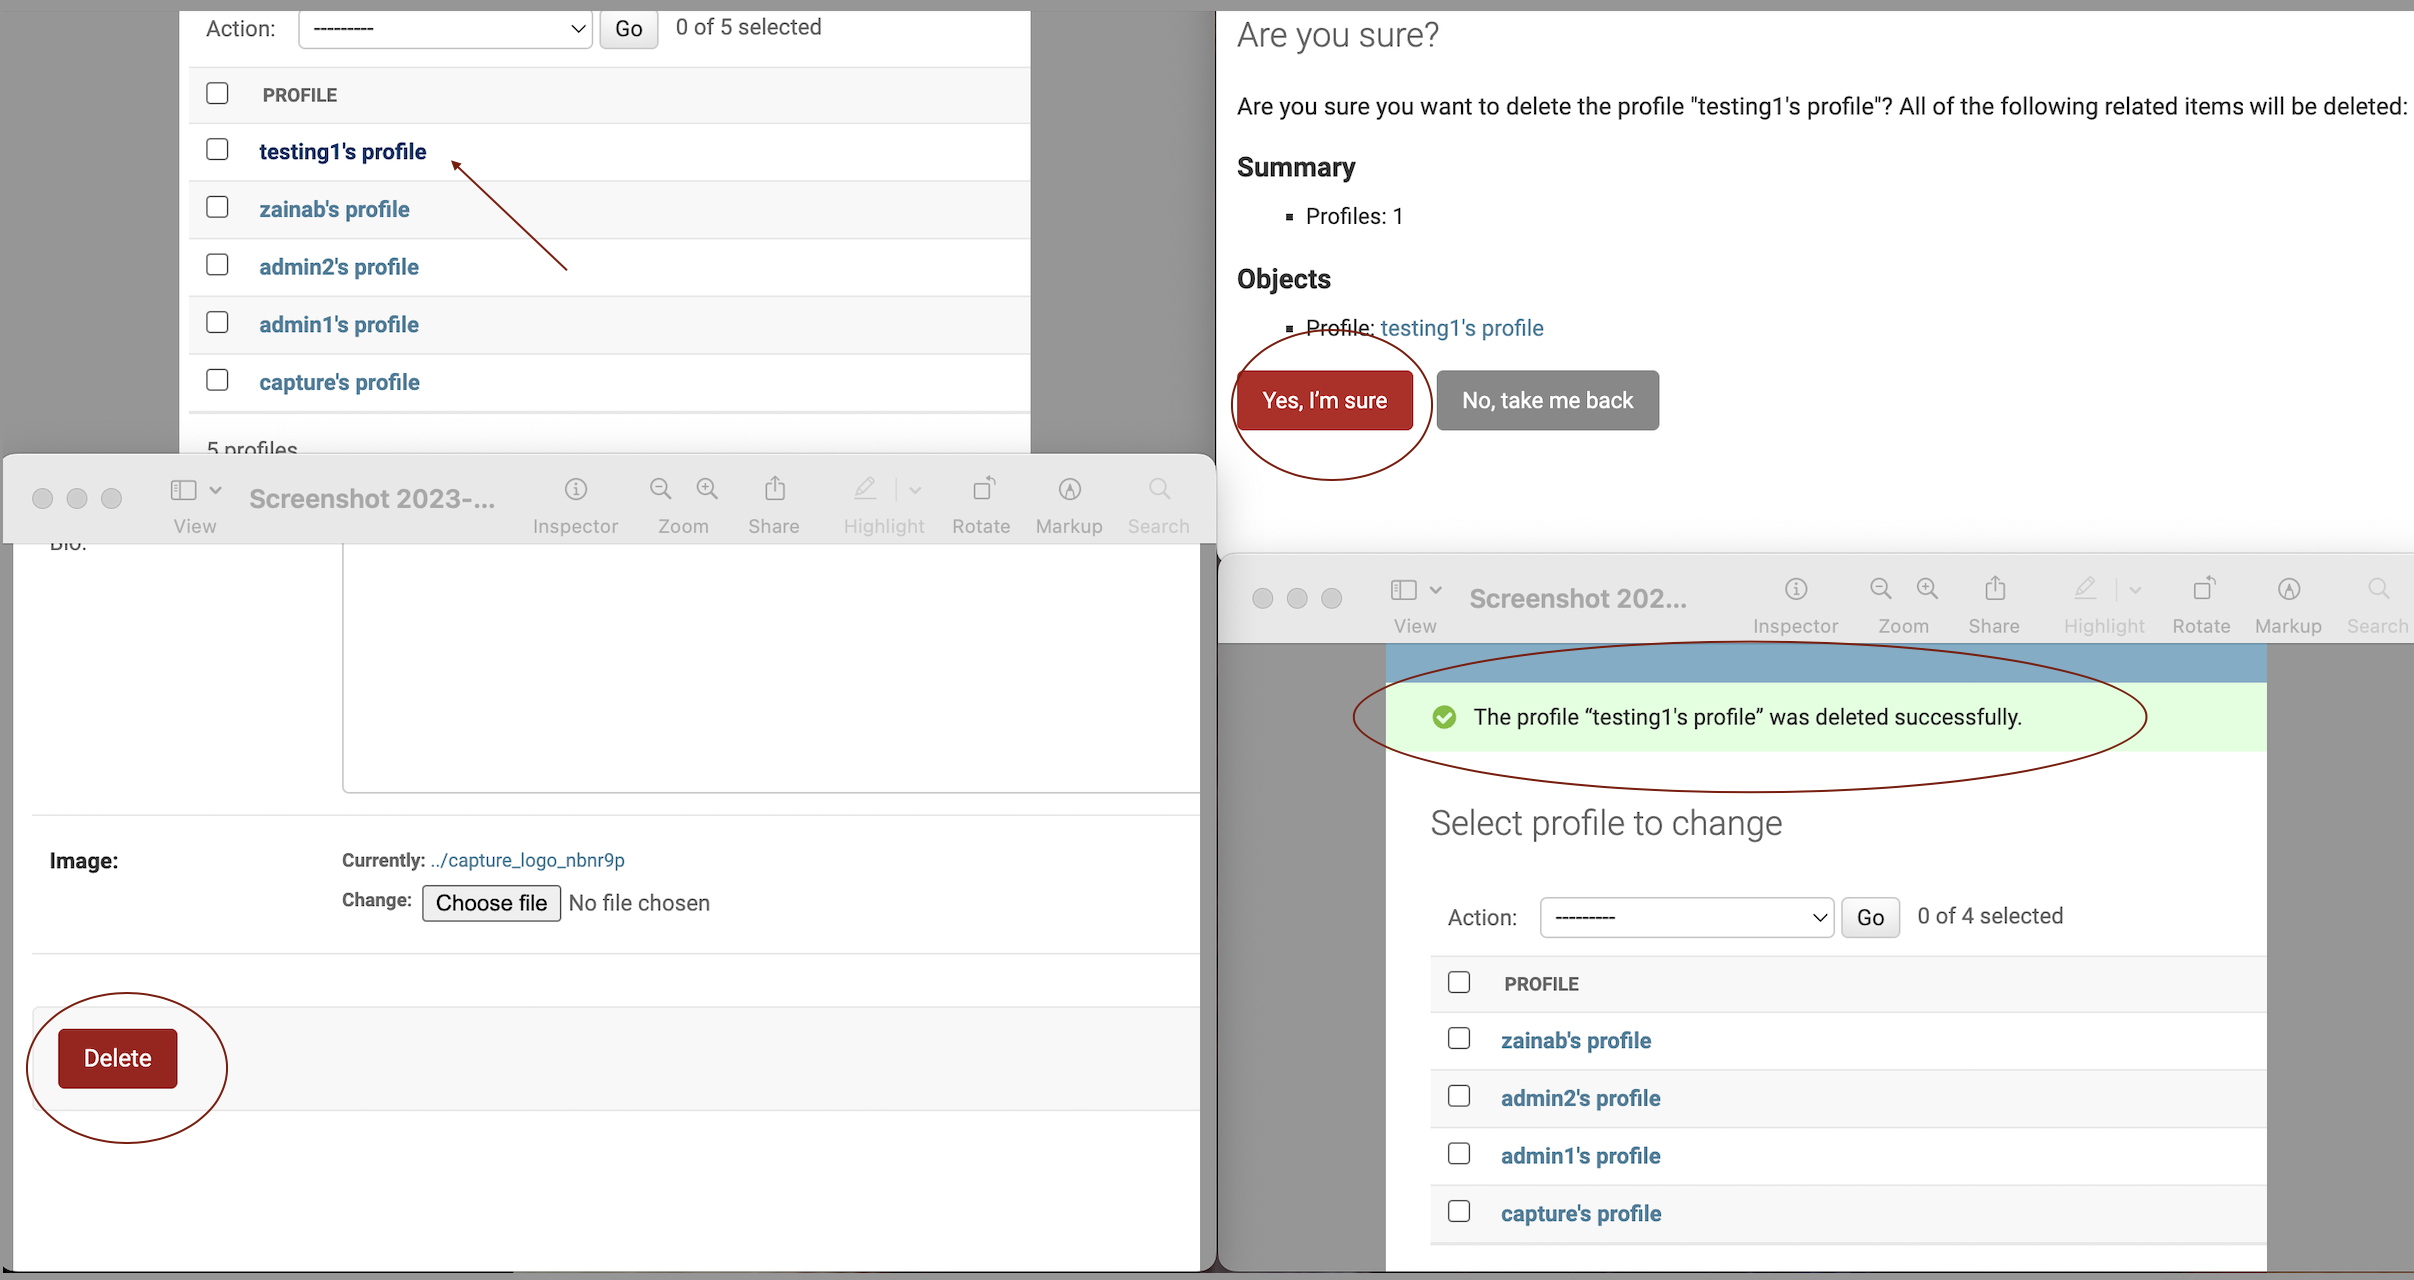 Action: --------- Go 0 of 5 selected
PROFILE
testing1's profile
zainab's profile
admin2's profile
admin1's profile
capture's profile
5 profiles
Are you sure?
Are you sure you want to delete the profile "testing1's profile"? All of the following related items will be deleted:
Summary
Profiles: 1
Objects
Profile: testing1's profile
Yes, I’m sure No, take me back
Screenshot 2023-...
View Inspector Zoom Share Highlight Rotate Markup Search
Bio:
Image:
Currently: ../capture_logo_nbnr9p
Change: Choose file No file chosen
Delete
Screenshot 202...
View Inspector Zoom Share Highlight Rotate Markup Search
The profile “testing1's profile” was deleted successfully.
Select profile to change
Action: --------- Go 0 of 4 selected
PROFILE
zainab's profile
admin2's profile
admin1's profile
capture's profile